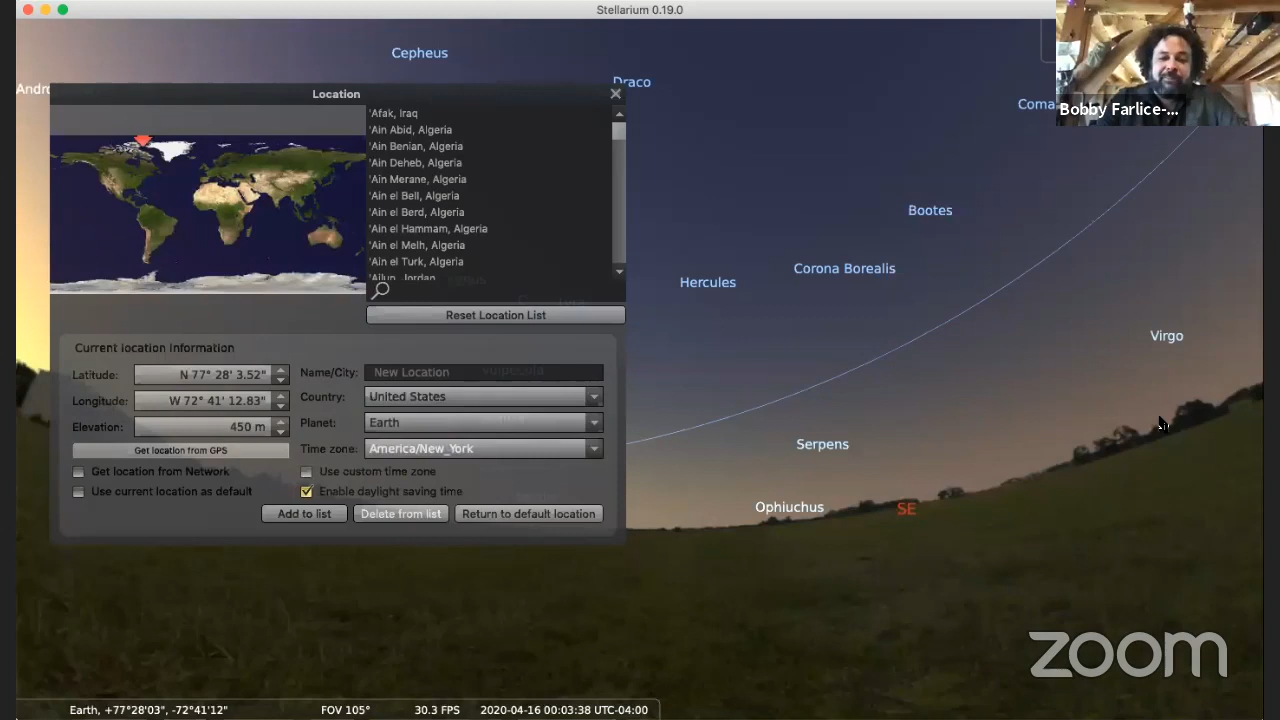 Stellarium 0.19.0
Cepheus
Draco
Andro
Coma
Bobby Farlice-...
Location
'Afak, Iraq
'Ain Abid, Algeria
'Ain Benian, Algeria
'Ain Deheb, Algeria
'Ain Merane, Algeria
'Ain el Bell, Algeria
'Ain el Berd, Algeria
'Ain el Hammam, Algeria
'Ain el Melh, Algeria
'Ain el Turk, Algeria
'Ajlun, Jordan
Reset Location List
Bootes
Corona Borealis
Hercules
Virgo
Serpens
Ophiuchus
SE
Current location information
Latitude: N 77° 28' 3.52"
Longitude: W 72° 41' 12.83"
Elevation: 450 m
Get location from GPS
Get location from Network
Use current location as default
Name/City: New Location
Country: United States
Planet: Earth
Time zone: America/New_York
Use custom time zone
Enable daylight saving time
Add to list
Delete from list
Return to default location
zoom
Earth, +77°28'03", -72°41'12" FOV 105° 30.3 FPS 2020-04-16 00:03:38 UTC-04:00